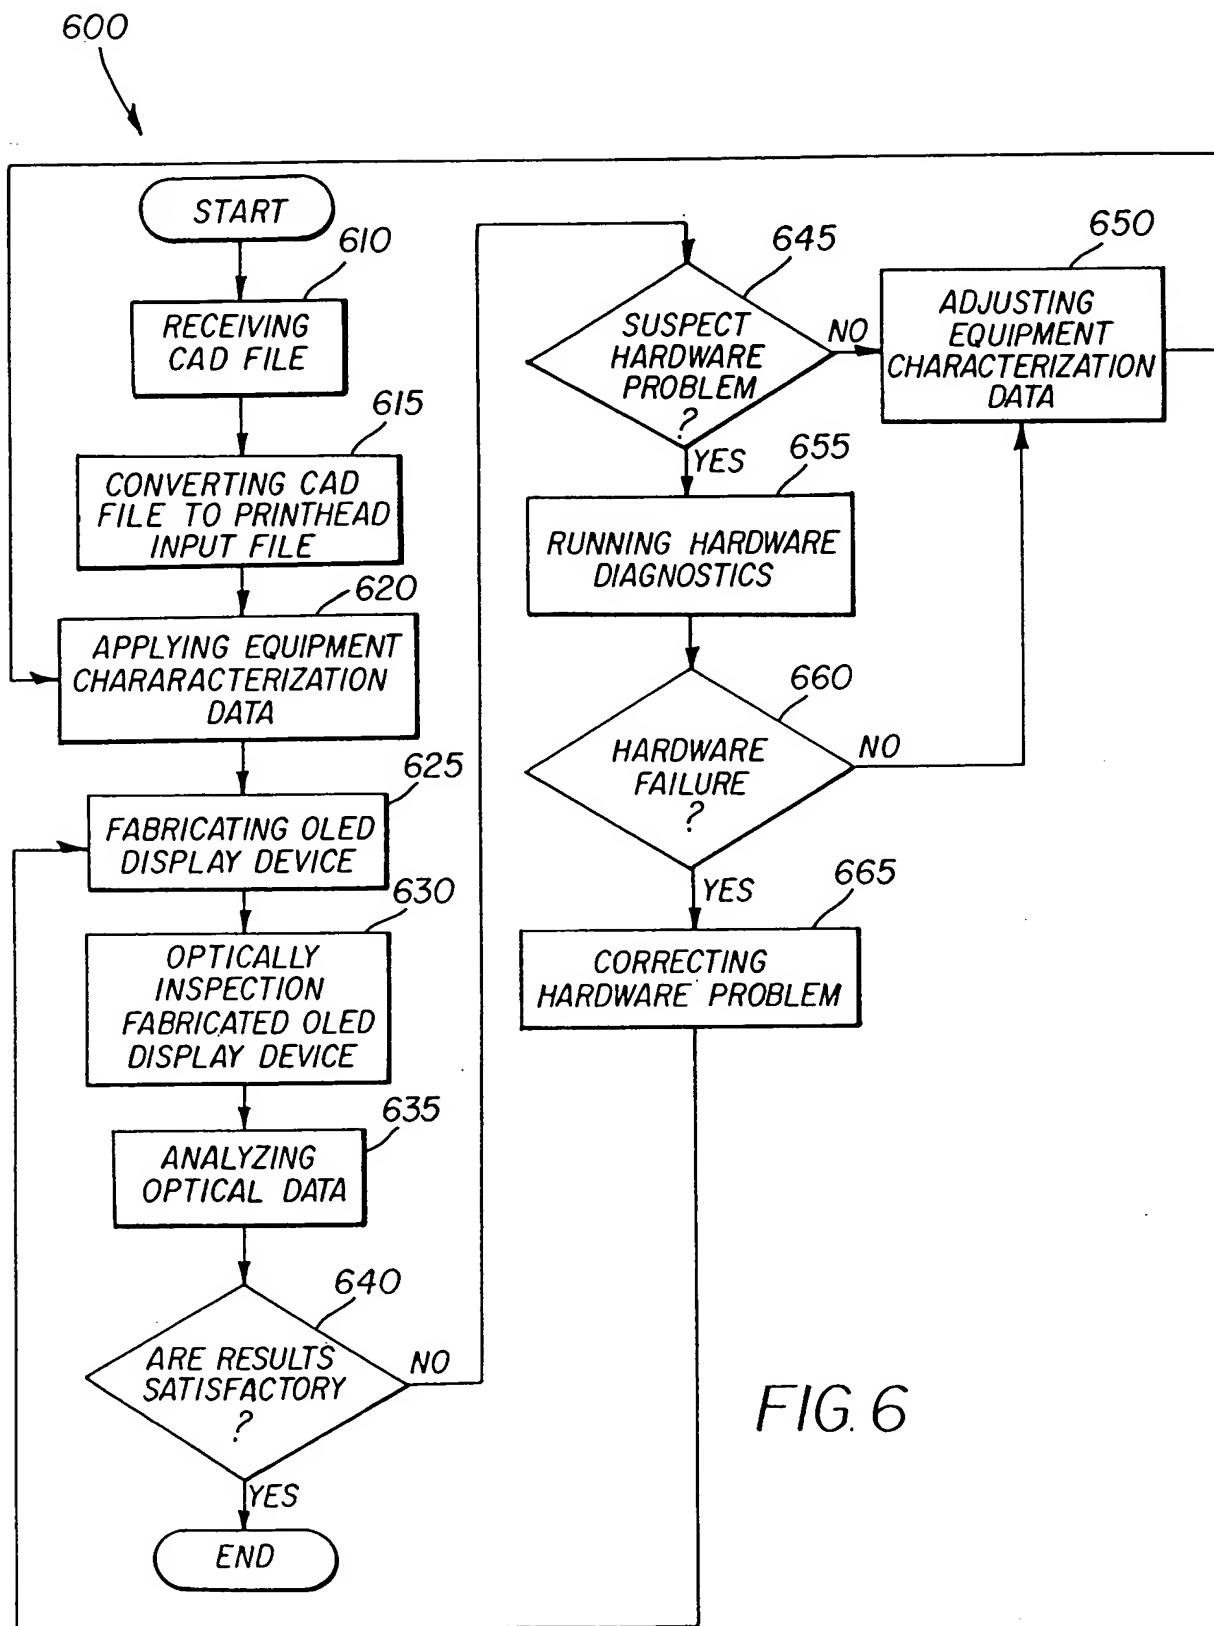 600
START
610
RECEIVING
CAD FILE
615
CONVERTING CAD
FILE TO PRINTHEAD
INPUT FILE
620
APPLYING EQUIPMENT
CHARARACTERIZATION
DATA
625
FABRICATING OLED
DISPLAY DEVICE
630
OPTICALLY
INSPECTION
FABRICATED OLED
DISPLAY DEVICE
635
ANALYZING
OPTICAL DATA
640
ARE RESULTS
SATISFACTORY
?
NO
YES
END
645
SUSPECT
HARDWARE
PROBLEM
?
NO
YES
650
ADJUSTING
EQUIPMENT
CHARACTERIZATION
DATA
655
RUNNING HARDWARE
DIAGNOSTICS
660
HARDWARE
FAILURE
?
NO
YES
665
CORRECTING
HARDWARE PROBLEM
FIG. 6